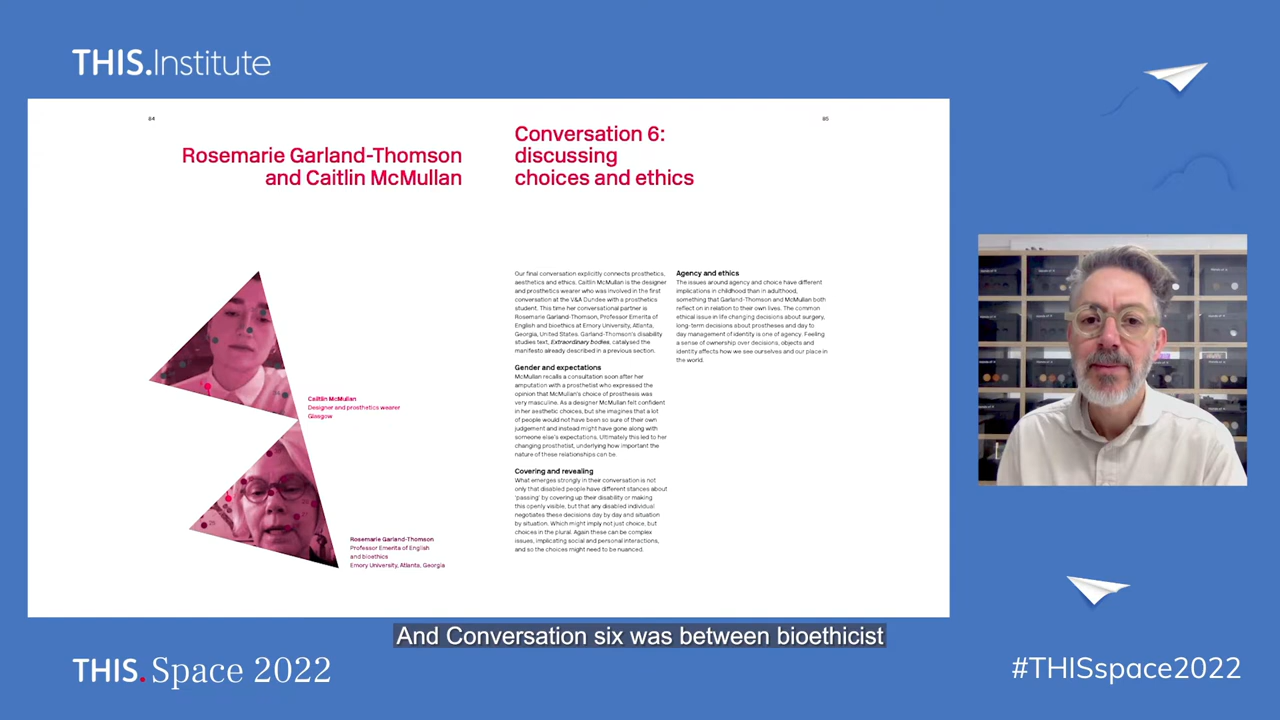 THIS.Institute
84
85
Rosemarie Garland-Thomson
and Caitlin McMullan
Conversation 6:
discussing
choices and ethics
Our final conversation explicitly connects prosthetics,
aesthetics and ethics. Caitlin McMullan is the designer
and prosthetics wearer who was involved in the first
conversation at the V&A Dundee with a prosthetics
student. This time her conversational partner is
Rosemarie Garland-Thomson, Professor Emerita of
English and bioethics at Emory University, Atlanta,
Georgia, United States. Garland-Thomson's disability
studies text, Extraordinary bodies, catalysed the
manifesto already described in a previous section.
Gender and expectations
McMullan recalls a consultation soon after her
amputation with a prosthetist who expressed the
opinion that McMullan's choice of prosthesis was
very masculine. As a designer McMullan felt confident
in her aesthetic choices, but she imagines that a lot
of people would not have been so sure of their own
judgement and instead might have gone along with
someone else's expectations. Ultimately this led to her
changing prosthetist, underlying how important the
nature of these relationships can be.
Covering and revealing
What emerges strongly in their conversation is not
only that disabled people have different stances about
'passing' by covering up their disability or making
this openly visible, but that any disabled individual
negotiates these decisions day by day and situation
by situation. Which might imply not just choice, but
choices in the plural. Again these can be complex
issues, implicating social and personal interactions,
and so the choices might need to be nuanced.
Agency and ethics
The issues around agency and choice have different
implications in childhood than in adulthood,
something that Garland-Thomson and McMullan both
reflect on in relation to their own lives. The common
ethical issue in life changing decisions about surgery,
long-term decisions about prostheses and day to
day management of identity is one of agency. Feeling
a sense of ownership over decisions, objects and
identity affects how we see ourselves and our place in
the world.
Caitlin McMullan
Designer and prosthetics wearer
Glasgow
Rosemarie Garland-Thomson
Professor Emerita of English
and bioethics
Emory University, Atlanta, Georgia
And Conversation six was between bioethicist
THIS.Space 2022
#THISspace2022